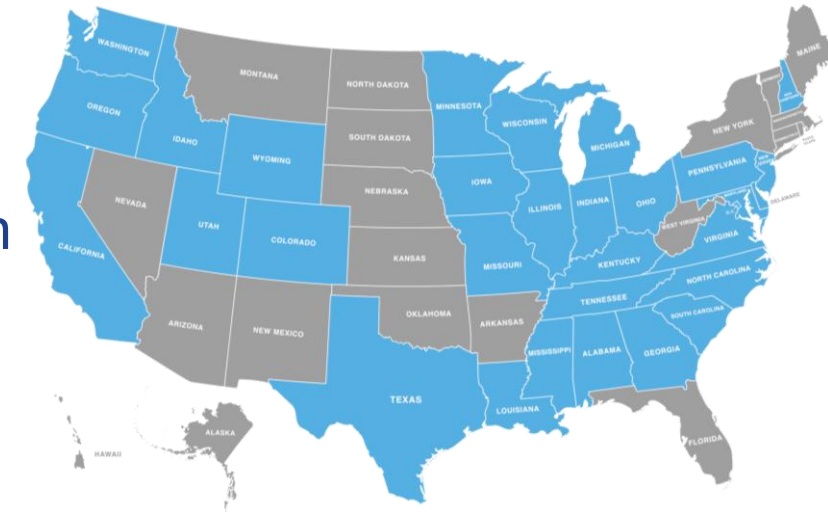 WASHINGTON
MONTANA
NORTH DAKOTA
MINNESOTA
MAINE
OREGON
IDAHO
SOUTH DAKOTA
WISCONSIN
MICHIGAN
NEW YORK
WYOMING
NEBRASKA
IOWA
PENNSYLVANIA
NEVADA
UTAH
COLORADO
ILLINOIS
INDIANA
OHIO
DELAWARE
n
CALIFORNIA
KANSAS
MISSOURI
WEST VIRGINIA
VIRGINIA
KENTUCKY
ARIZONA
NEW MEXICO
OKLAHOMA
ARKANSAS
TENNESSEE
NORTH CAROLINA
SOUTH CAROLINA
TEXAS
LOUISIANA
MISSISSIPPI
ALABAMA
GEORGIA
FLORIDA
ALASKA
HAWAII